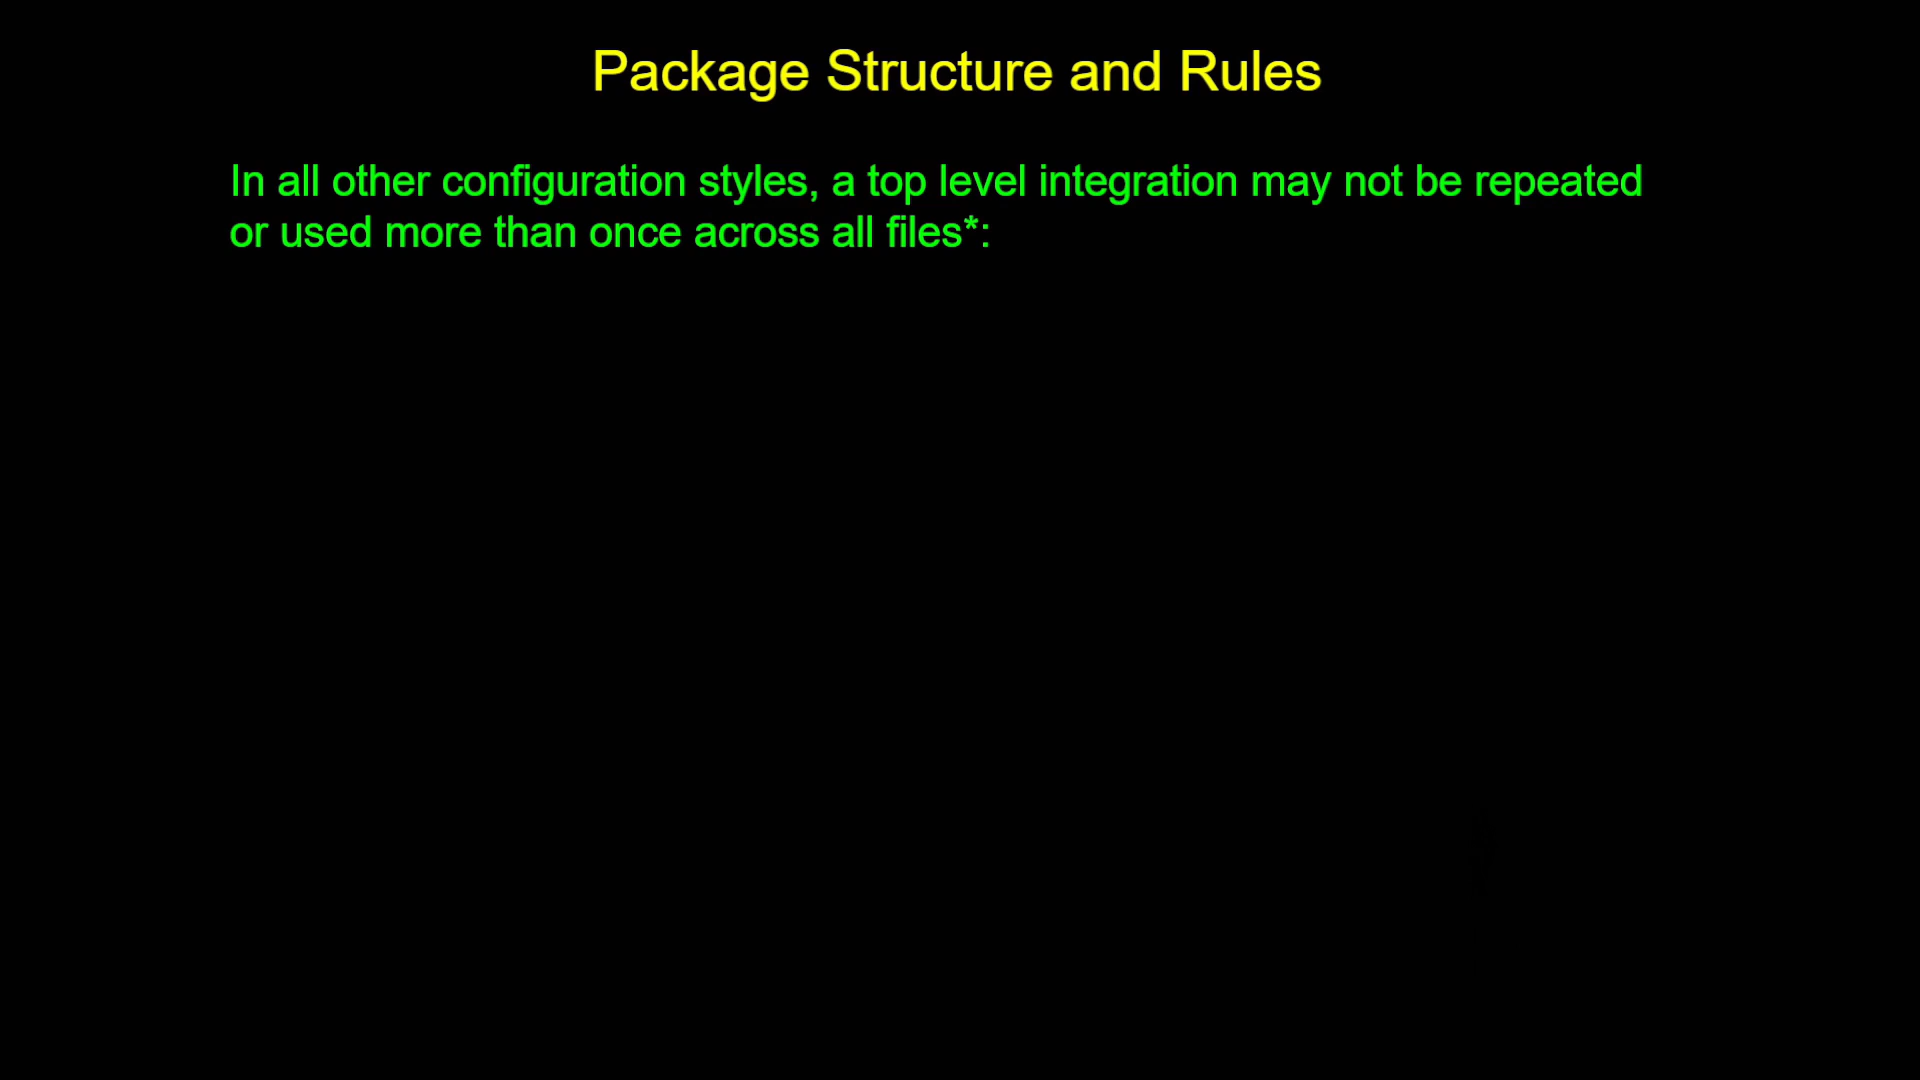 Package Structure and Rules
In all other configuration styles, a top level integration may not be repeated
or used more than once across all files*: